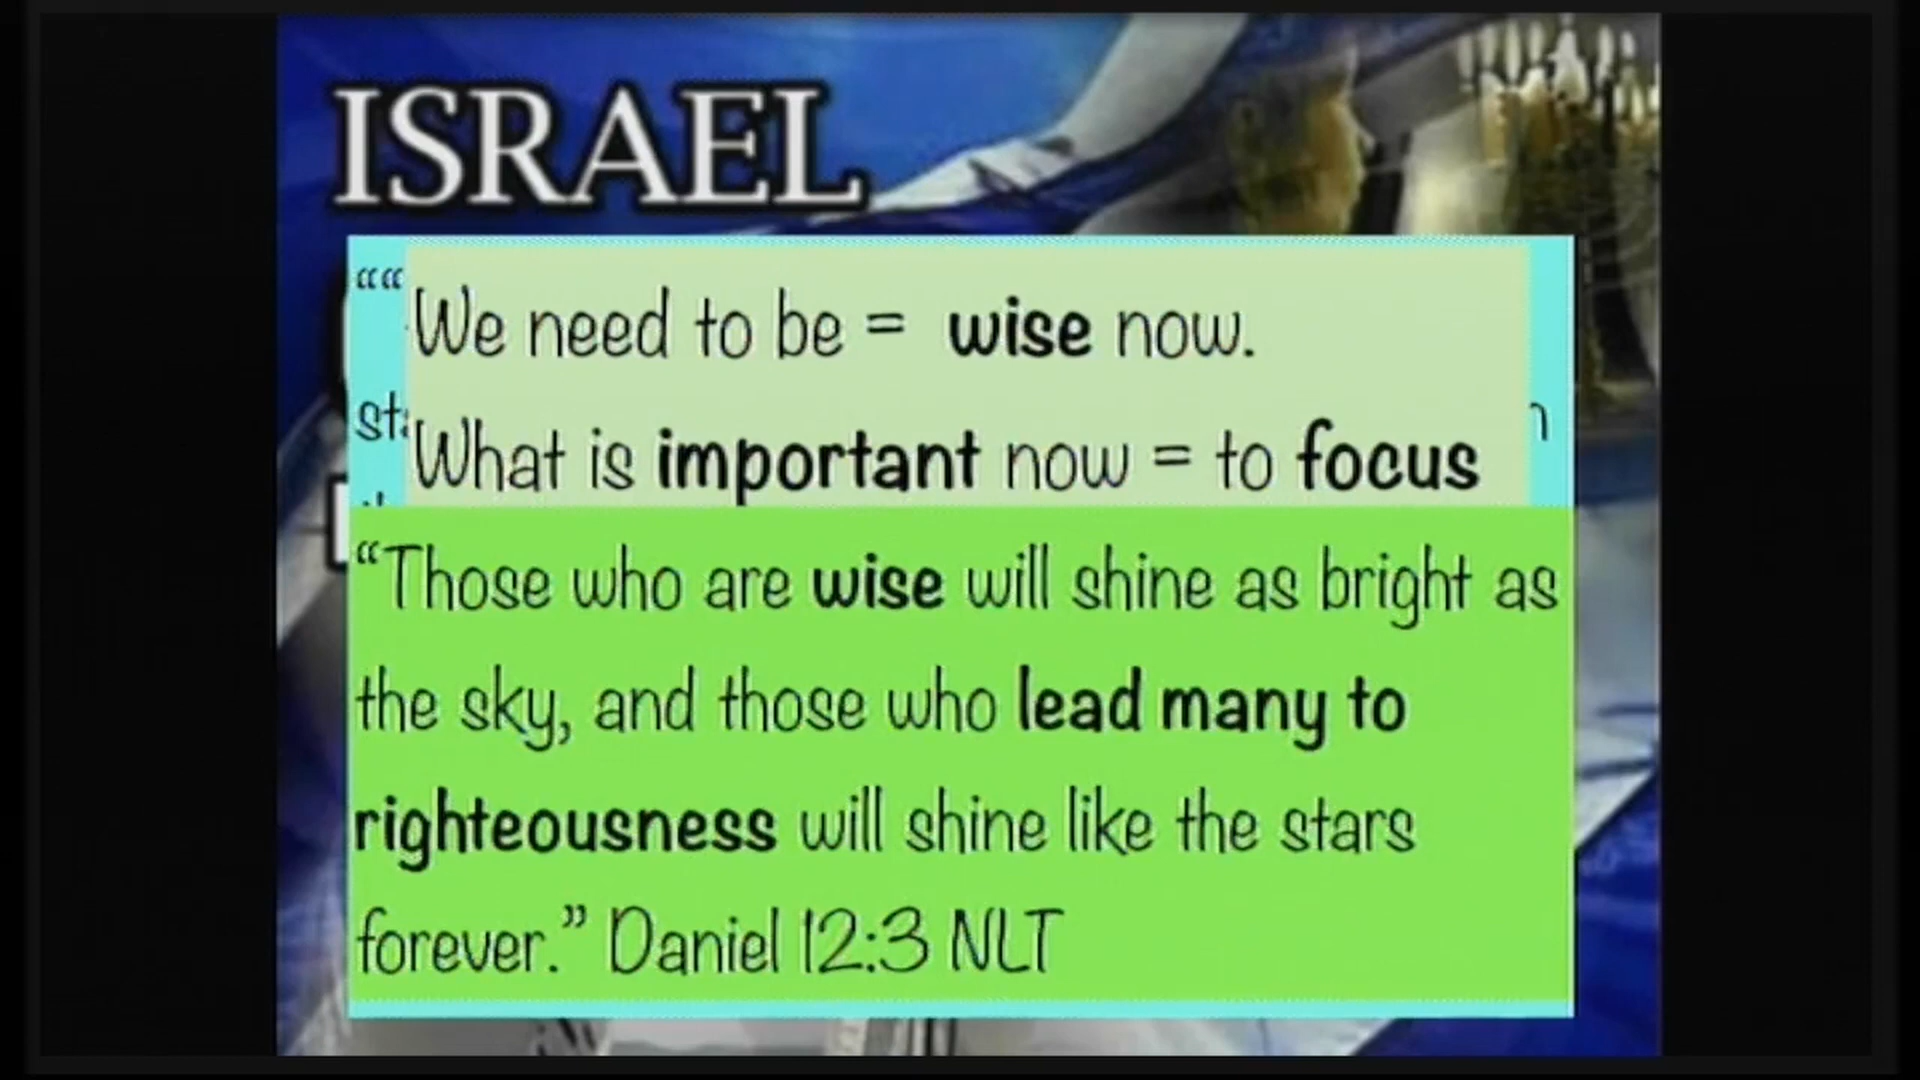 ISRAEL
““
We need to be = wise now.
What is important now = to focus
“Those who are wise will shine as bright as
the sky, and those who lead many to
righteousness will shine like the stars
forever.” Daniel 12:3 NLT